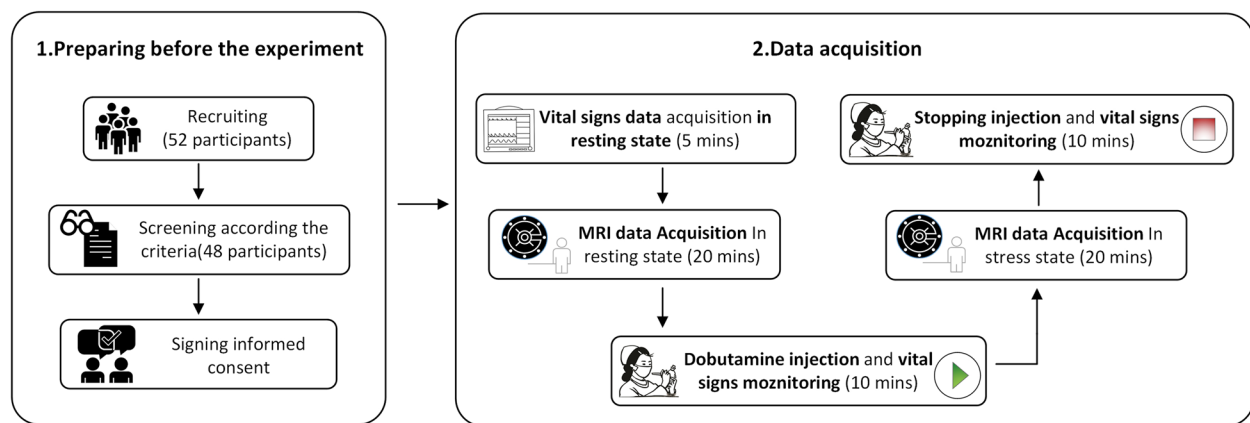 1.Preparing before the experiment
Recruiting
(52 participants)
Screening according the
criteria(48 participants)
Signing informed
consent
2.Data acquisition
Vital signs data acquisition in
resting state (5 mins)
MRI data Acquisition In
resting state (20 mins)
Dobutamine injection and vital
signs moznitoring (10 mins)
MRI data Acquisition In
stress state (20 mins)
Stopping injection and vital signs
moznitoring (10 mins)